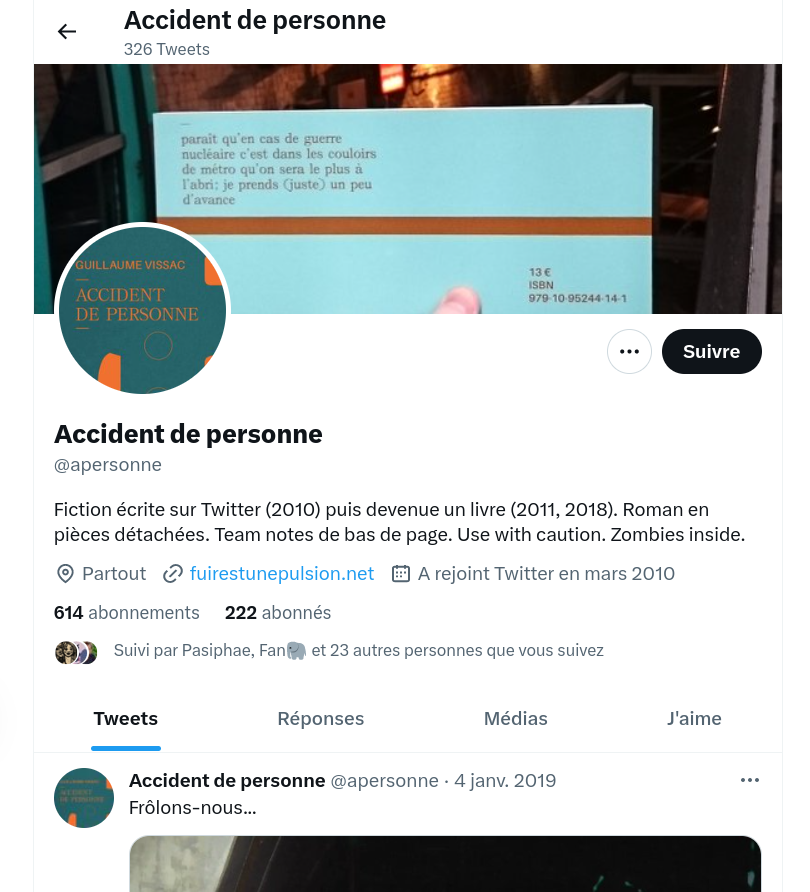 Accident de personne
326 Tweets
paraît qu'en cas de guerre
nucléaire c'est dans les couloirs
de métro qu'on sera le plus à
l'abri: je prends (juste) un peu
d'avance
13 €
ISBN
979-10-95244-14-1
GUILLAUME VISSAC
ACCIDENT
DE PERSONNE
Suivre
Accident de personne
@apersonne
Fiction écrite sur Twitter (2010) puis devenue un livre (2011, 2018). Roman en
pièces détachées. Team notes de bas de page. Use with caution. Zombies inside.
Partout fuirestunepulsion.net A rejoint Twitter en mars 2010
614 abonnements 222 abonnés
Suivi par Pasiphae, Fan🐘 et 23 autres personnes que vous suivez
Tweets Réponses Médias J'aime
Accident de personne @apersonne · 4 janv. 2019
Frôlons-nous...